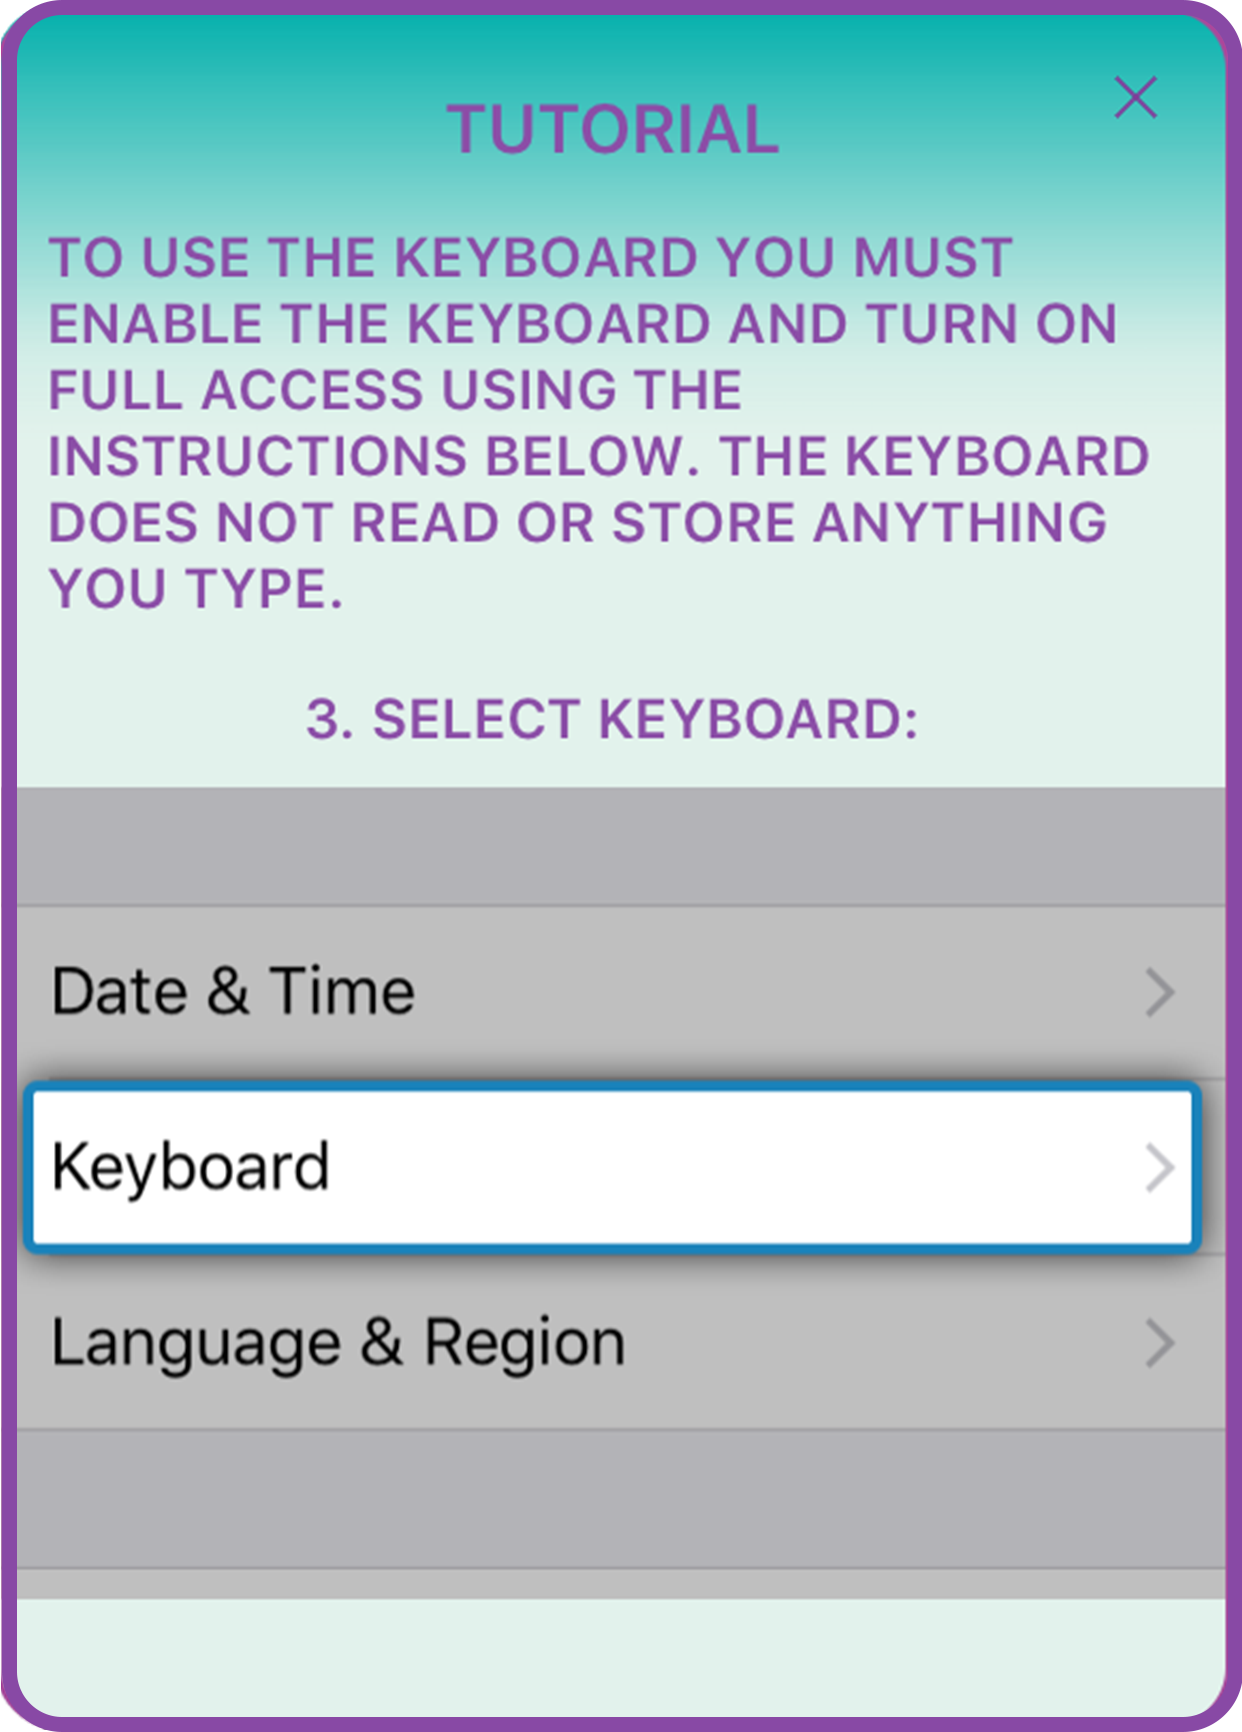 TUTORIAL
TO USE THE KEYBOARD YOU MUST
ENABLE THE KEYBOARD AND TURN ON
FULL ACCESS USING THE
INSTRUCTIONS BELOW. THE KEYBOARD
DOES NOT READ OR STORE ANYTHING
YOU TYPE.
3. SELECT KEYBOARD:
Date & Time
Keyboard
Language & Region